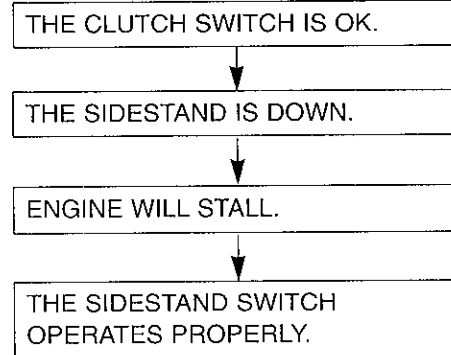 THE CLUTCH SWITCH IS OK.
THE SIDESTAND IS DOWN.
ENGINE WILL STALL.
THE SIDESTAND SWITCH
OPERATES PROPERLY.